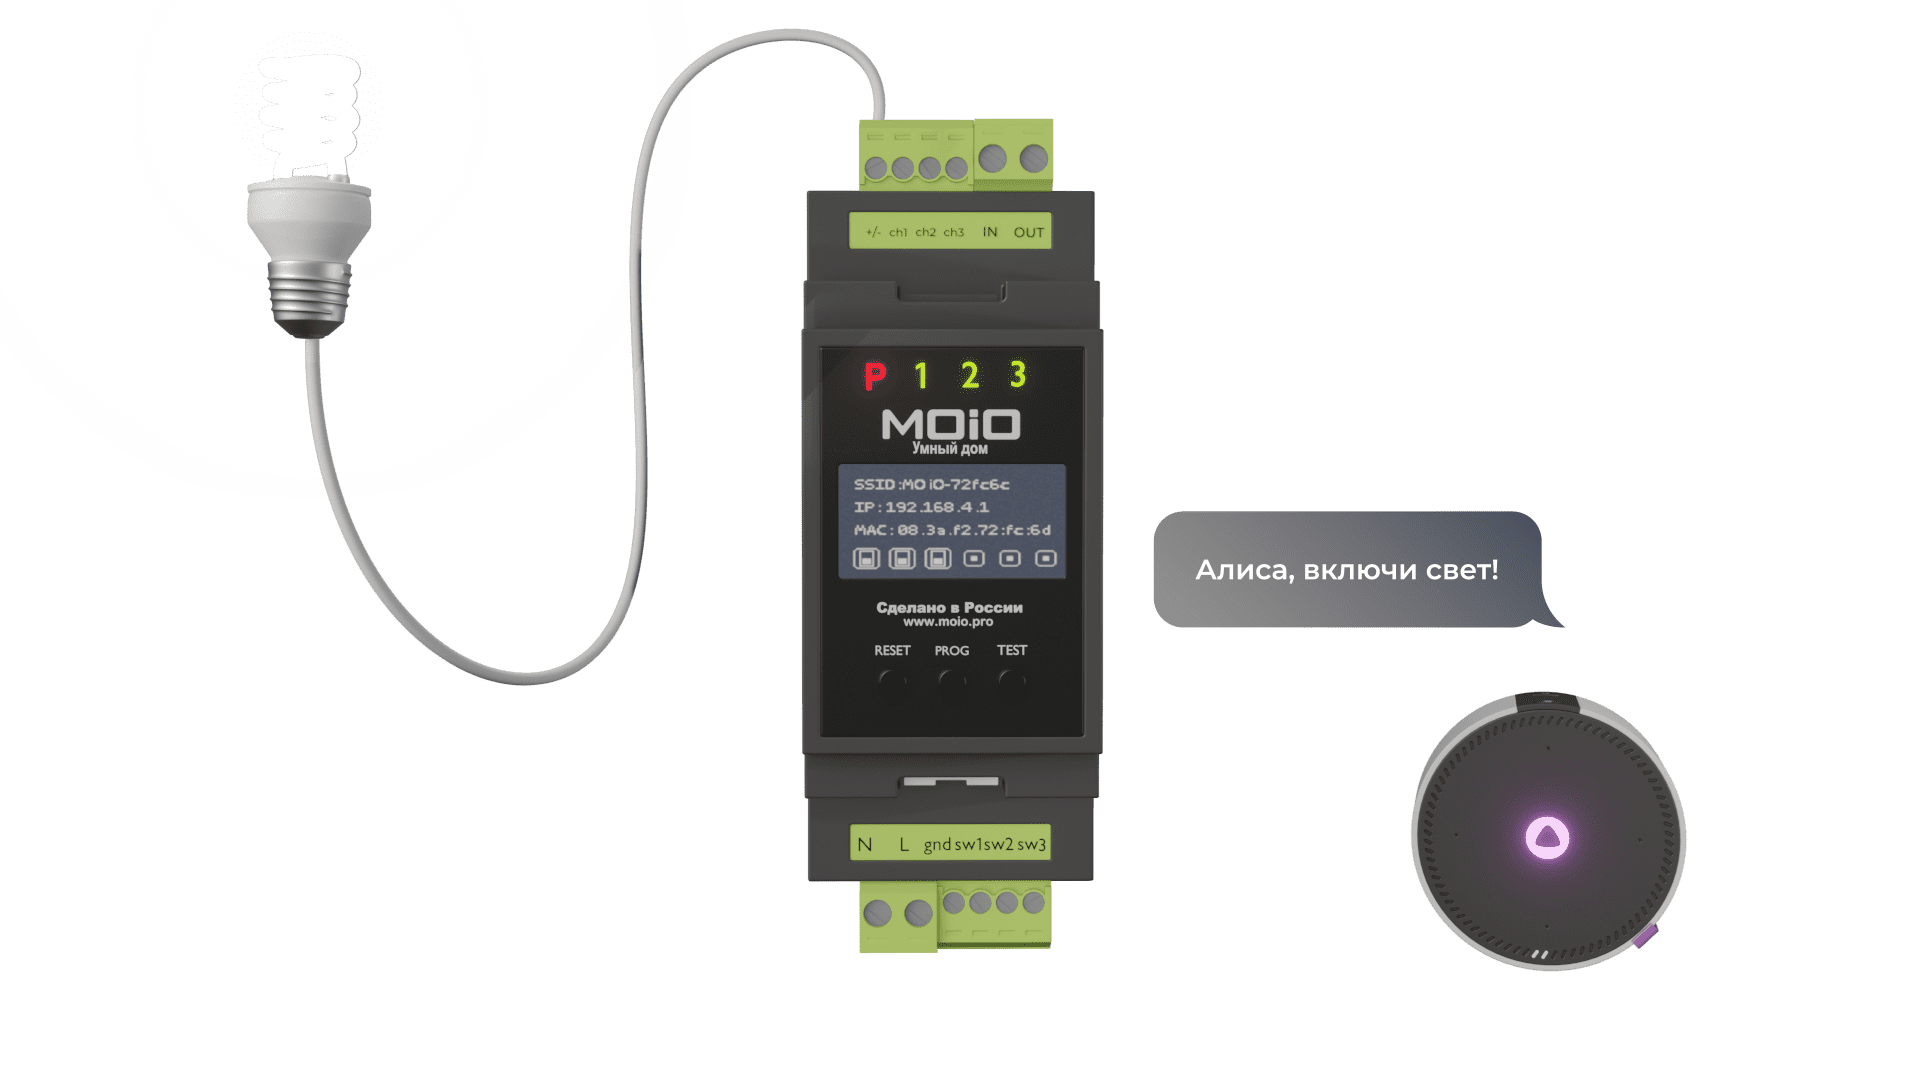 +/- ch1 ch2 ch3 IN OUT
P 1 2 3
MOiO
Умный дом
SSID:MOiO-72fc6c
IP:192.168.4.1
MAC:08.3a.f2.72:fc:6d
Сделано в России
www.moio.pro
RESET PROG TEST
N L gnd sw1 sw2 sw3
Алиса, включи свет!